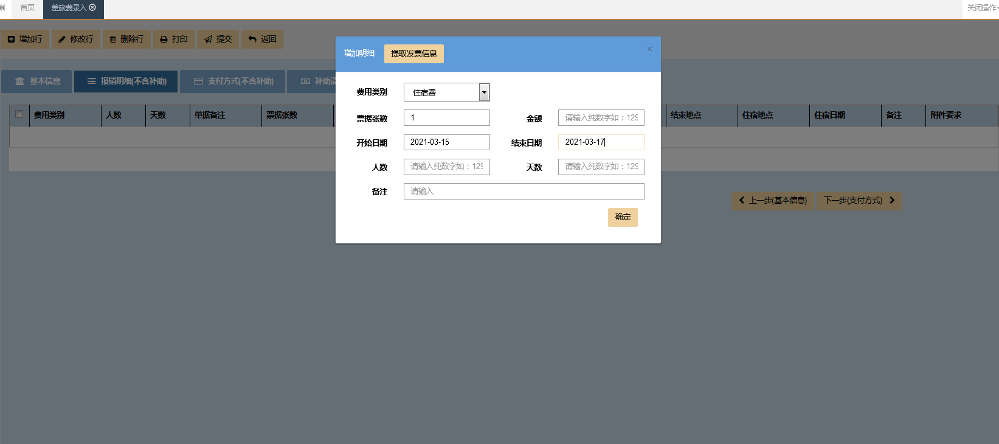 首页 差旅费录入 关闭操作
增加行 修改行 删除行 打印 提交 返回
增加明细 提取发票信息 ×
基本信息 报销明细(不含补助) 支付方式(不含补助) 补助
费用类别 住宿费
费用类别 人数 天数 单据备注 票据张数 结束地点 住宿地点 住宿日期 备注 附件要求
票据张数 1 金额 请输入纯数字如：129
开始日期 2021-03-15 结束日期 2021-03-17
人数 请输入纯数字如：129 天数 请输入纯数字如：129
备注 请输入
上一步(基本信息) 下一步(支付方式)
确定